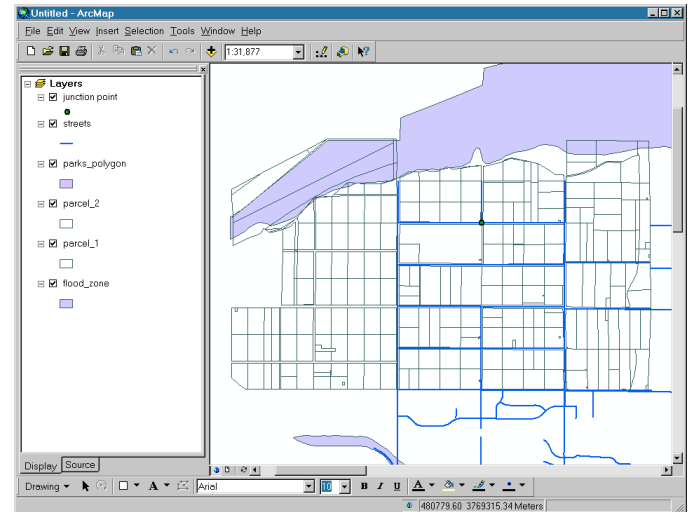 Untitled - ArcMap
File Edit View Insert Selection Tools Window Help
1:31,877
Layers
junction point
streets
parks_polygon
parcel_2
parcel_1
flood_zone
Display Source
Drawing A Arial 10 B I U A
480779.60 3769315.34 Meters